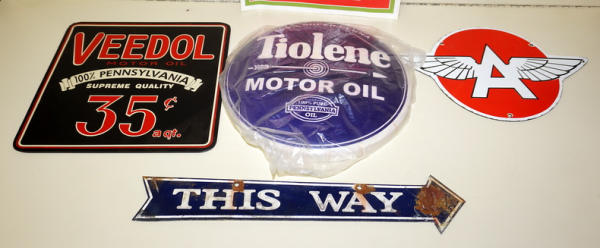 VEEDOL
MOTOR OIL
100% PENNSYLVANIA
SUPREME QUALITY
35¢
a qt.
Tiolene
MOTOR OIL
100% PURE
PENNSYLVANIA
OIL
A
THIS WAY